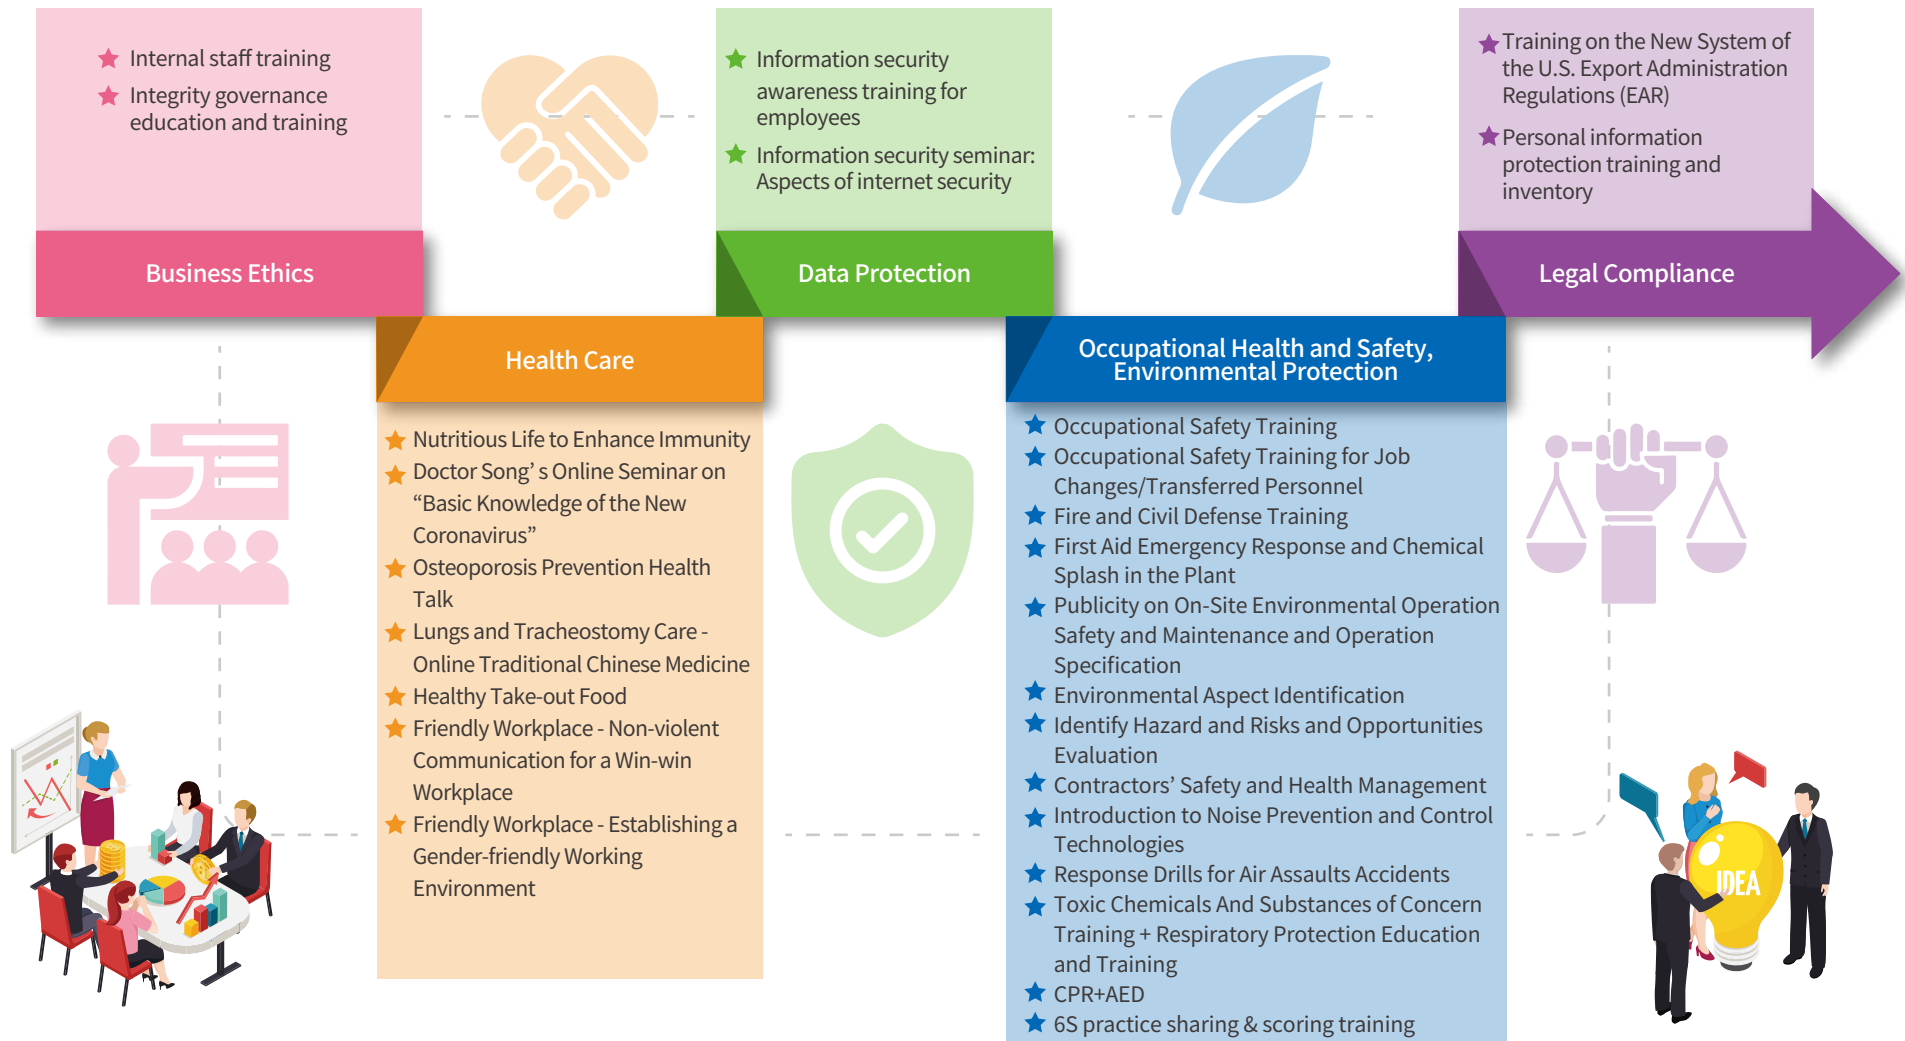 Internal staff training
Integrity governance
education and training
Business Ethics
Information security
awareness training for
employees
Information security seminar:
Aspects of internet security
Data Protection
Training on the New System of
the U.S. Export Administration
Regulations (EAR)
Personal information
protection training and
inventory
Legal Compliance
Health Care
Nutritious Life to Enhance Immunity
Doctor Song’ s Online Seminar on
“Basic Knowledge of the New
Coronavirus”
Osteoporosis Prevention Health
Talk
Lungs and Tracheostomy Care -
Online Traditional Chinese Medicine
Healthy Take-out Food
Friendly Workplace - Non-violent
Communication for a Win-win
Workplace
Friendly Workplace - Establishing a
Gender-friendly Working
Environment
Occupational Health and Safety,
Environmental Protection
Occupational Safety Training
Occupational Safety Training for Job
Changes/Transferred Personnel
Fire and Civil Defense Training
First Aid Emergency Response and Chemical
Splash in the Plant
Publicity on On-Site Environmental Operation
Safety and Maintenance and Operation
Specification
Environmental Aspect Identification
Identify Hazard and Risks and Opportunities
Evaluation
Contractors’ Safety and Health Management
Introduction to Noise Prevention and Control
Technologies
Response Drills for Air Assaults Accidents
Toxic Chemicals And Substances of Concern
Training + Respiratory Protection Education
and Training
CPR+AED
6S practice sharing & scoring training
IDEA